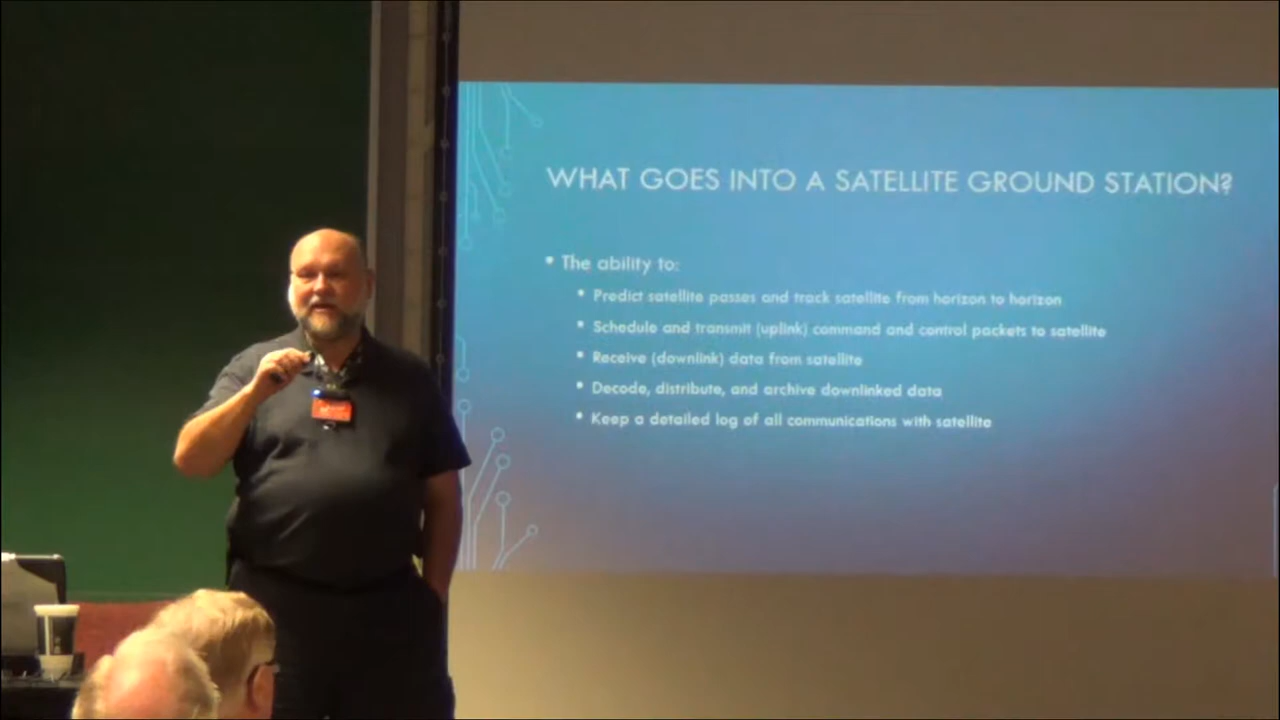 WHAT GOES INTO A SATELLITE GROUND STATION?
• The ability to:
• Predict satellite passes and track satellite from horizon to horizon
• Schedule and transmit (uplink) command and control packets to satellite
• Receive (downlink) data from satellite
• Decode, distribute, and archive downlinked data
• Keep a detailed log of all communications with satellite